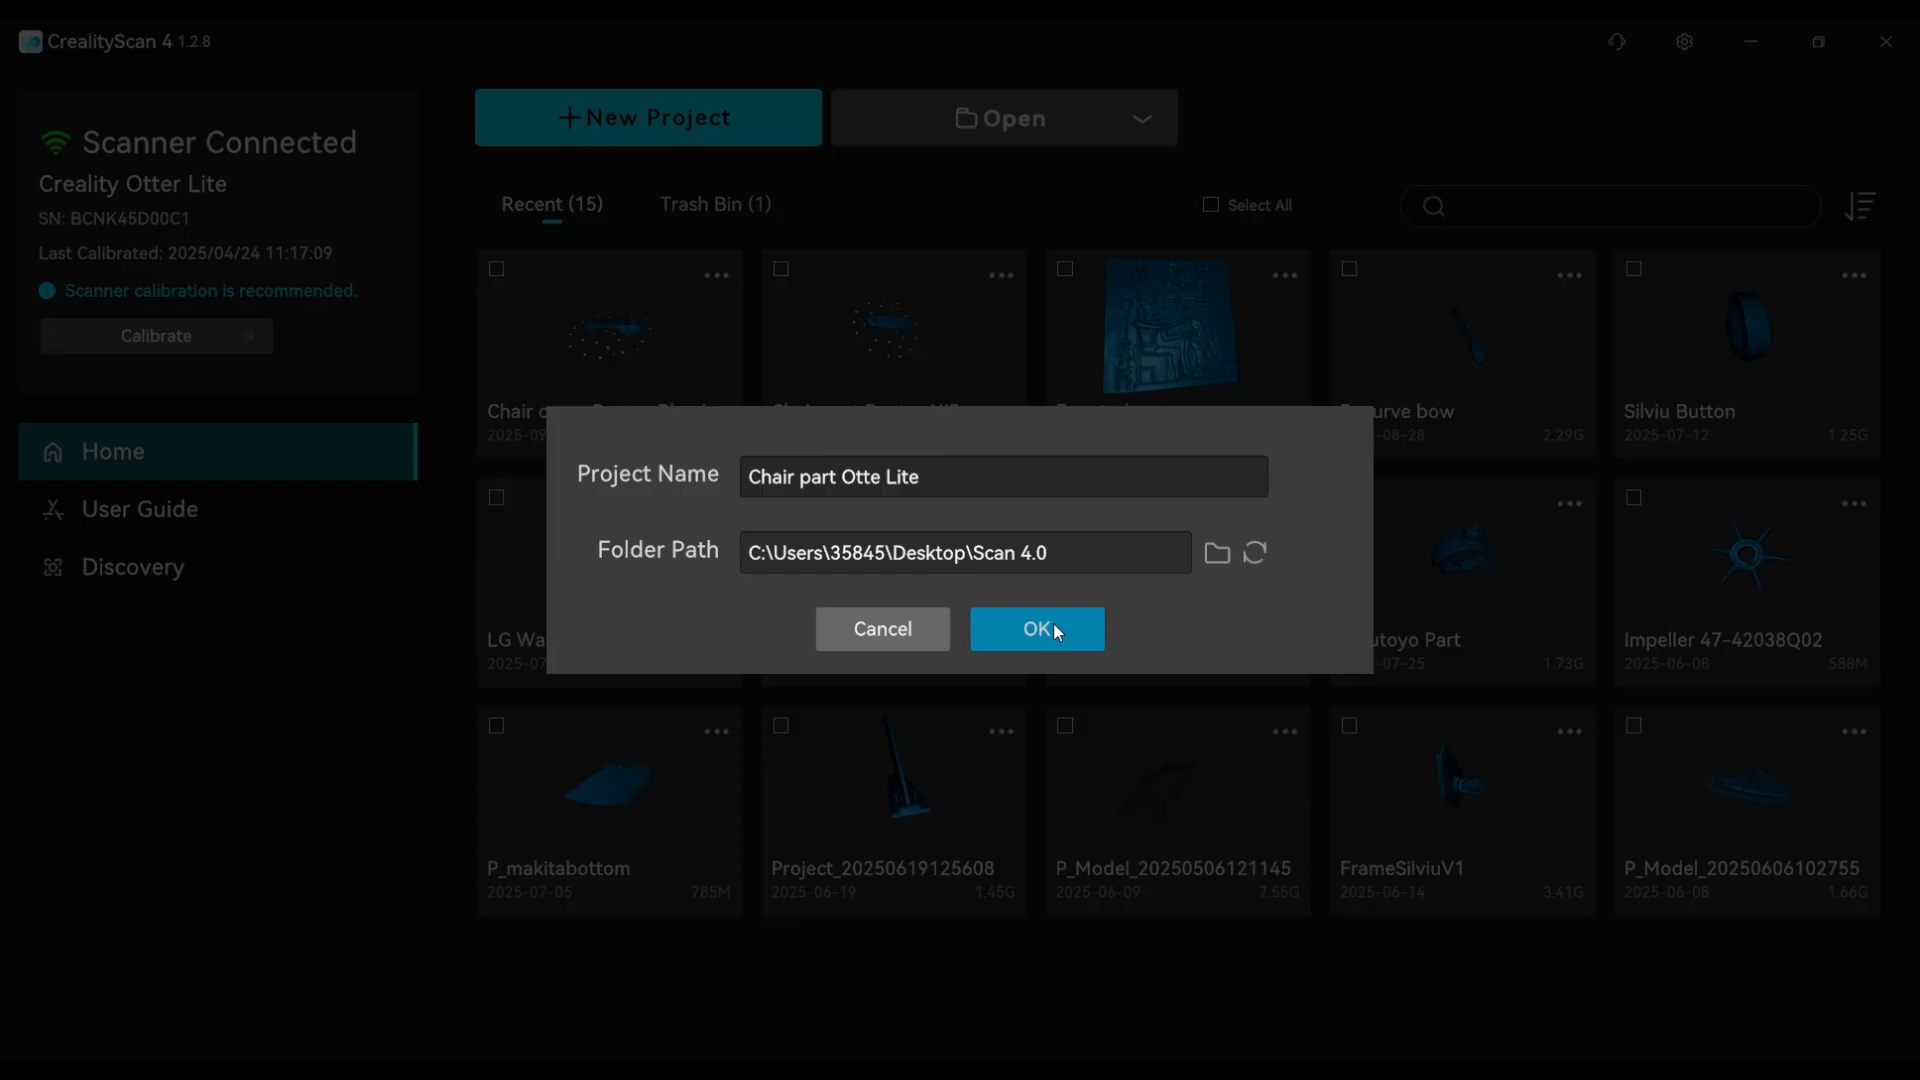 CrealityScan 4 1.2.8
Scanner Connected
Creality Otter Lite
SN: BCNK45D00C1
Last Calibrated: 2025/04/24 11:17:09
Scanner calibration is recommended.
Calibrate
Home
User Guide
Discovery
+New Project
Open
Recent (15)
Trash Bin (1)
Select All
Chair
Silviu Button
2025-09
bow
-08-28
2.29G
2025-07-12
1.25G
Project Name
Chair part Otte Lite
Folder Path
C:\Users\35845\Desktop\Scan 4.0
Cancel
OK
LG Wa
2025-07
utoyo Part
-07-25
1.73G
Impeller 47-42038Q02
2025-06-08
588M
P_makitabottom
2025-07-05
785M
Project_20250619125608
2025-06-19
1.45G
P_Model_20250506121145
2025-06-09
7.55G
FrameSilviuV1
2025-06-14
3.41G
P_Model_20250606102755
2025-06-08
1.66G